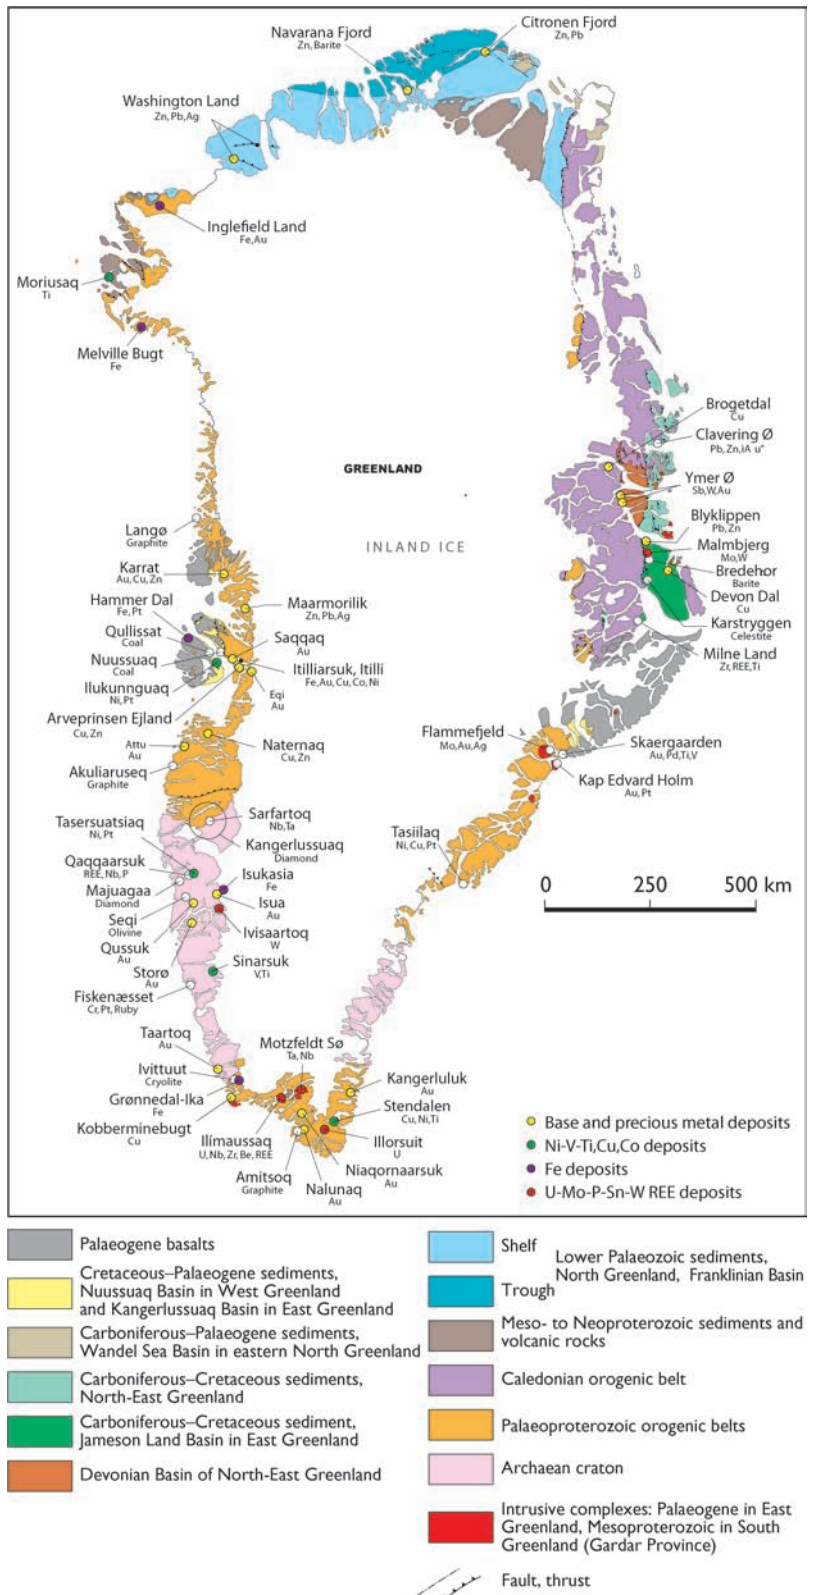 Citronen Fjord
Zn, Pb
Navarana Fjord
Zn, Barite
Washington Land
Zn, Pb, Ag
Inglefield Land
Fe, Au
Moriusaq
Ti
Melville Bugt
Fe
Brogetdal
Cu
Clavering Ø
Pb, Zn, ìA u"
GREENLAND
Ymer Ø
Sb, W, Au
Blyklippen
Pb, Zn
Langø
Graphite
INLAND ICE
Malmbjerg
Mo, W
Karrat
Au, Cu, Zn
Bredehor
Barite
Hammer Dal
Fe, Pt
Maarmorilik
Zn, Pb, Ag
Devon Dal
Cu
Qullissat
Coal
Saqqaq
Au
Karstryggen
Celestite
Nuussuaq
Coal
Itilliarsuk, Itilli
Fe, Au, Cu, Co, Ni
Milne Land
Zr, REE, Ti
Ilukunnguaq
Ni, Pt
Eqi
Au
Arveprinsen Ejland
Cu, Zn
Flammefjeld
Mo, Au, Ag
Attu
Au
Naternaq
Cu, Zn
Skaergaarden
Au, Pd, Ti, V
Akuliaruseq
Graphite
Kap Edvard Holm
Au, Pt
Tasersuatsiaq
Ni, Pt
Sarfartoq
Nb, Ta
Tasiilaq
Ni, Cu, Pt
Kangerlussuaq
Diamond
Qaqqaarsuk
REE, Nb, P
Isukasia
Fe
0 250 500 km
Majuagaa
Diamond
Isua
Au
Seqi
Olivine
Ivisaartoq
W
Qussuk
Au
Storø
Au
Sinarsuk
V, Ti
Fiskenæsset
Cr, Pt, Ruby
Taartoq
Au
Motzfeldt Sø
Ta, Nb
Ivittuut
Cryolite
Kangerluluk
Au
Grønnedal-Ika
Fe
Stendalen
Cu, Ni, Ti
Kobberminebugt
Cu
Ilímaussaq
U, Nb, Zr, Be, REE
Illorsuit
U
Amitsoq
Graphite
Niaqornaarsuk
Au
Nalunaq
Au
Base and precious metal deposits
Ni-V-Ti,Cu,Co deposits
Fe deposits
U-Mo-P-Sn-W REE deposits
Palaeogene basalts
Cretaceous–Palaeogene sediments,
Nuussuaq Basin in West Greenland
and Kangerlussuaq Basin in East Greenland
Carboniferous–Palaeogene sediments,
Wandel Sea Basin in eastern North Greenland
Carboniferous–Cretaceous sediments,
North-East Greenland
Carboniferous–Cretaceous sediment,
Jameson Land Basin in East Greenland
Devonian Basin of North-East Greenland
Shelf
Trough
Lower Palaeozoic sediments,
North Greenland, Franklinian Basin
Meso- to Neoproterozoic sediments and
volcanic rocks
Caledonian orogenic belt
Palaeoproterozoic orogenic belts
Archaean craton
Intrusive complexes: Palaeogene in East
Greenland, Mesoproterozoic in South
Greenland (Gardar Province)
Fault, thrust